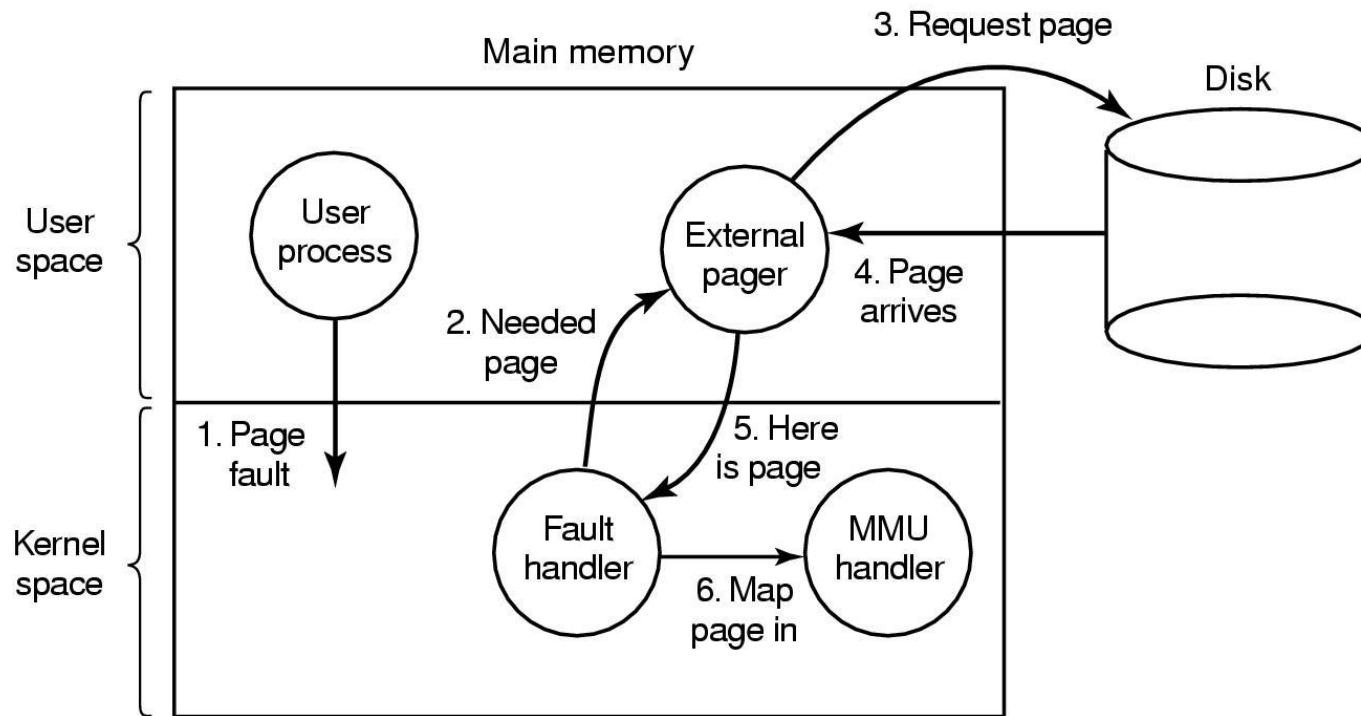 3. Request page
Main memory
Disk
User
process
User
space
External
pager
4. Page
arrives
2. Needed
page
1. Page
fault
5. Here
is page
Kernel
space
Fault
handler
MMU
handler
6. Map
page in